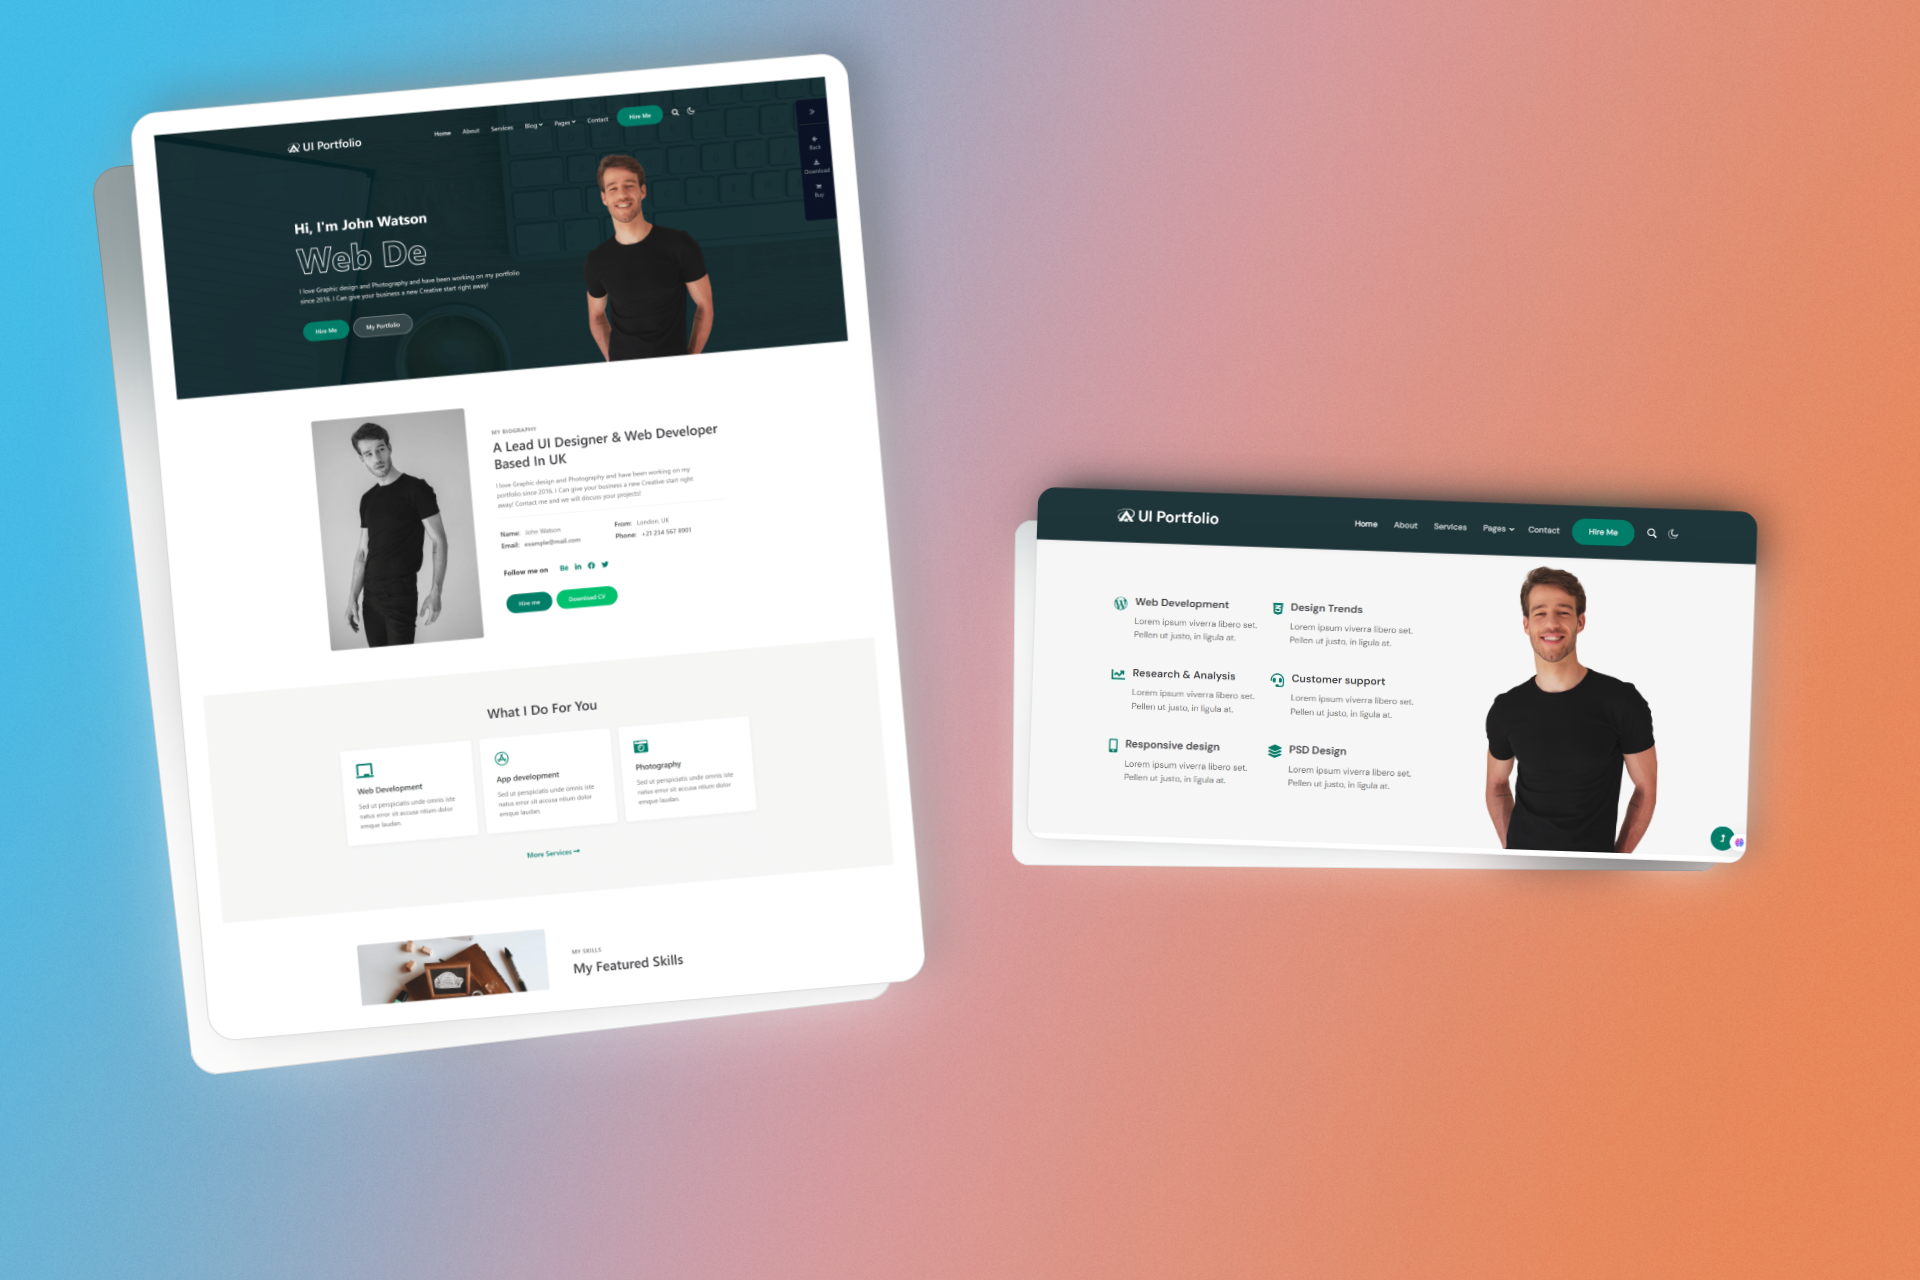 UI Portfolio
Home About Services Blog Pages Contact Hire Me
Back
Download
Buy
Hi, I'm John Watson
Web De
I love Graphic design and Photography and have been working on my portfolio
since 2016, I Can give your business a new Creative start right away!
Hire Me My Portfolio
MY BIOGRAPHY
A Lead UI Designer & Web Developer
Based In UK
I love Graphic design and Photography and have been working on my
portfolio since 2016, I Can give your business a new Creative start right
away! Contact me and we will discuss your projects!
Name: John Watson From: London, UK
Email: example@mail.com Phone: +21 234 567 8901
Follow me on Bē in
Hire me Download CV
What I Do For You
Web Development
Sed ut perspiciatis unde omnis iste
natus error sit accusa ntium dolor
emque laudan.
App development
Sed ut perspiciatis unde omnis iste
natus error sit accusa ntium dolor
emque laudan.
Photography
Sed ut perspiciatis unde omnis iste
natus error sit accusa ntium dolor
emque laudan.
More Services
MY SKILLS
My Featured Skills
UI Portfolio
Home About Services Pages Contact Hire Me
Web Development
Lorem ipsum viverra libero set.
Pellen ut justo, in ligula at.
Design Trends
Lorem ipsum viverra libero set.
Pellen ut justo, in ligula at.
Research & Analysis
Lorem ipsum viverra libero set.
Pellen ut justo, in ligula at.
Customer support
Lorem ipsum viverra libero set.
Pellen ut justo, in ligula at.
Responsive design
Lorem ipsum viverra libero set.
Pellen ut justo, in ligula at.
PSD Design
Lorem ipsum viverra libero set.
Pellen ut justo, in ligula at.